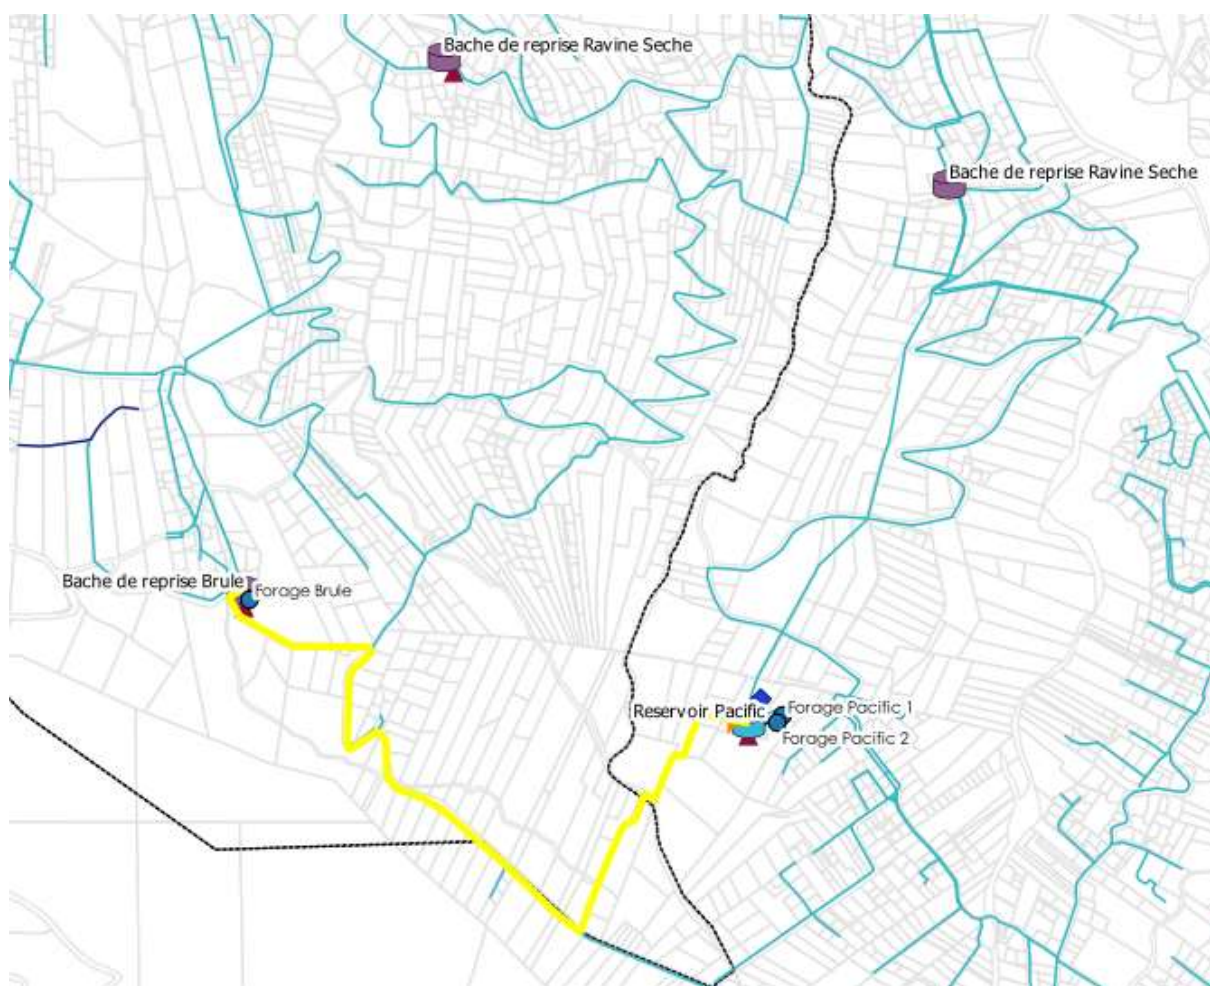 Bache de reprise Ravine Seche
Bache de reprise Ravine Seche
Bache de reprise Brule
Forage Brule
Reservoir Pacific
Forage Pacific 1
Forage Pacific 2